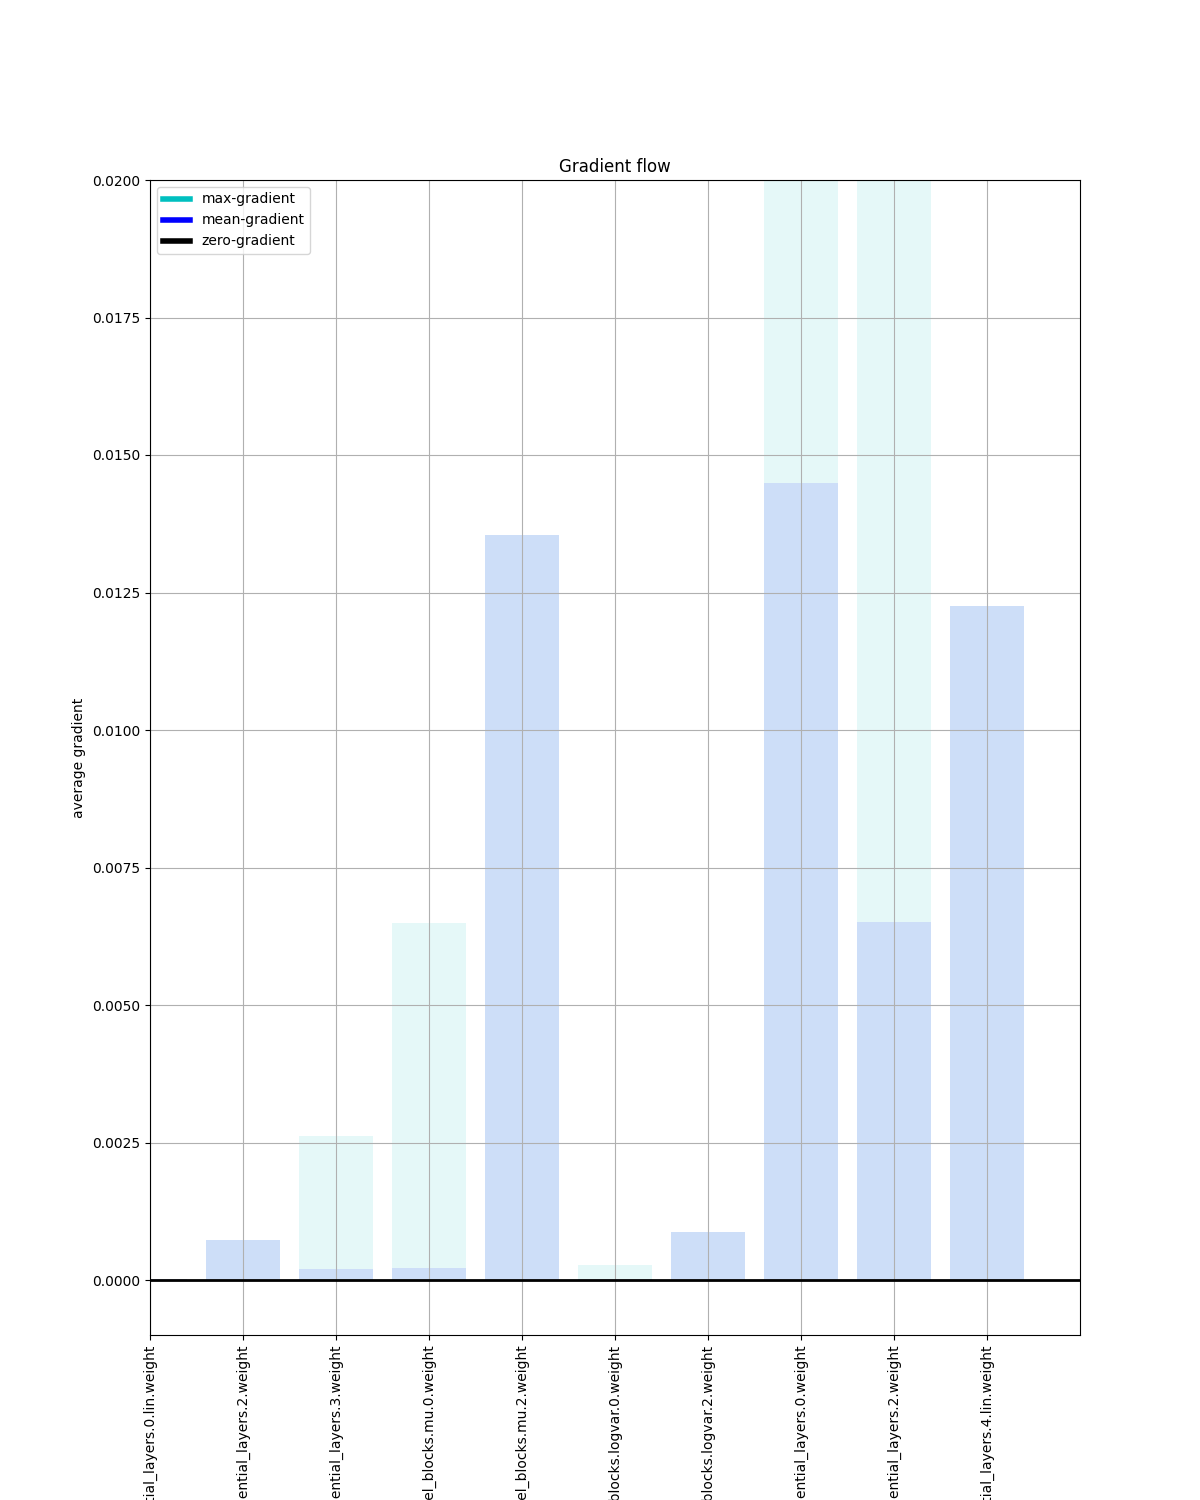 Gradient flow
max-gradient
mean-gradient
zero-gradient
0.0200
0.0175
0.0150
0.0125
0.0100
0.0075
0.0050
0.0025
0.0000
average gradient
tial_layers.0.lin.weight
ential_layers.2.weight
ential_layers.3.weight
el_blocks.mu.0.weight
el_blocks.mu.2.weight
blocks.logvar.0.weight
blocks.logvar.2.weight
ential_layers.0.weight
ential_layers.2.weight
tial_layers.4.lin.weight